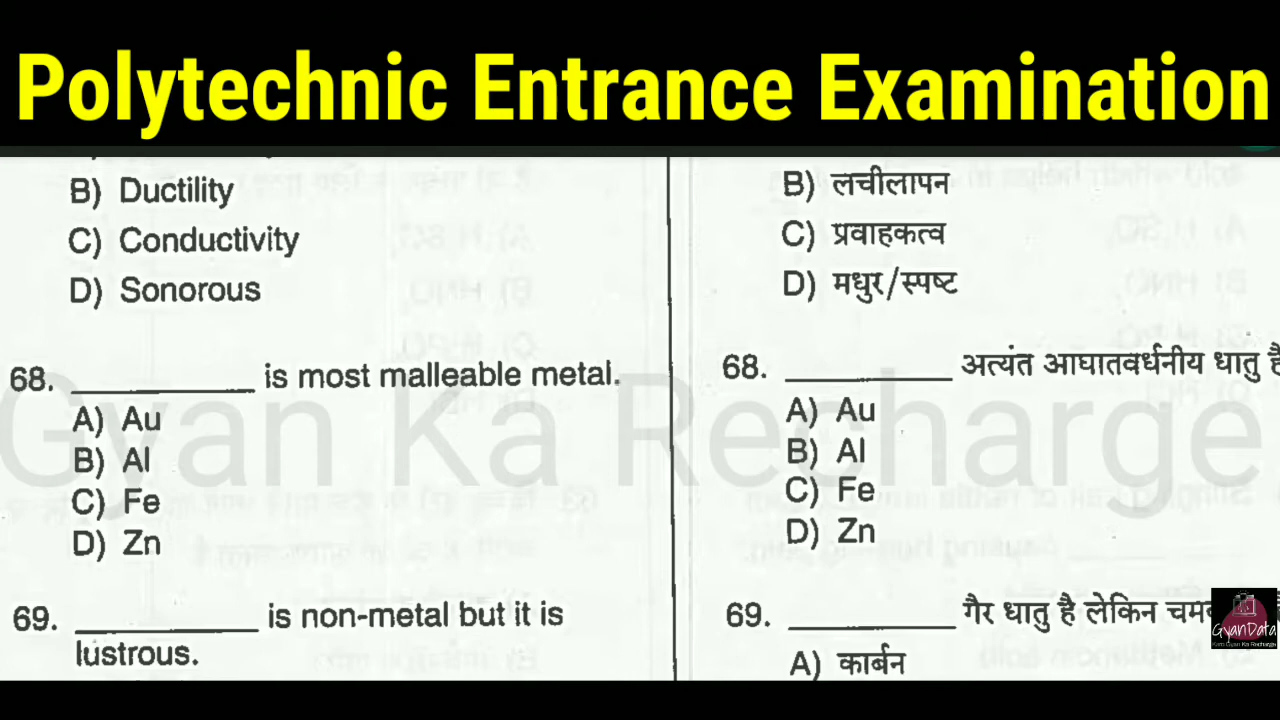 Polytechnic Entrance Examination
B) Ductility
C) Conductivity
D) Sonorous
68. __________ is most malleable metal.
A) Au
B) Al
C) Fe
D) Zn
69. __________ is non-metal but it is
lustrous.
B) लचीलापन
C) प्रवाहकत्व
D) मधुर/स्पष्ट
68. __________ अत्यंत आघातवर्धनीय धातु है
A) Au
B) Al
C) Fe
D) Zn
69. __________ गैर धातु है लेकिन
A) कार्बन
Gyan Ka Recharge
GyanData